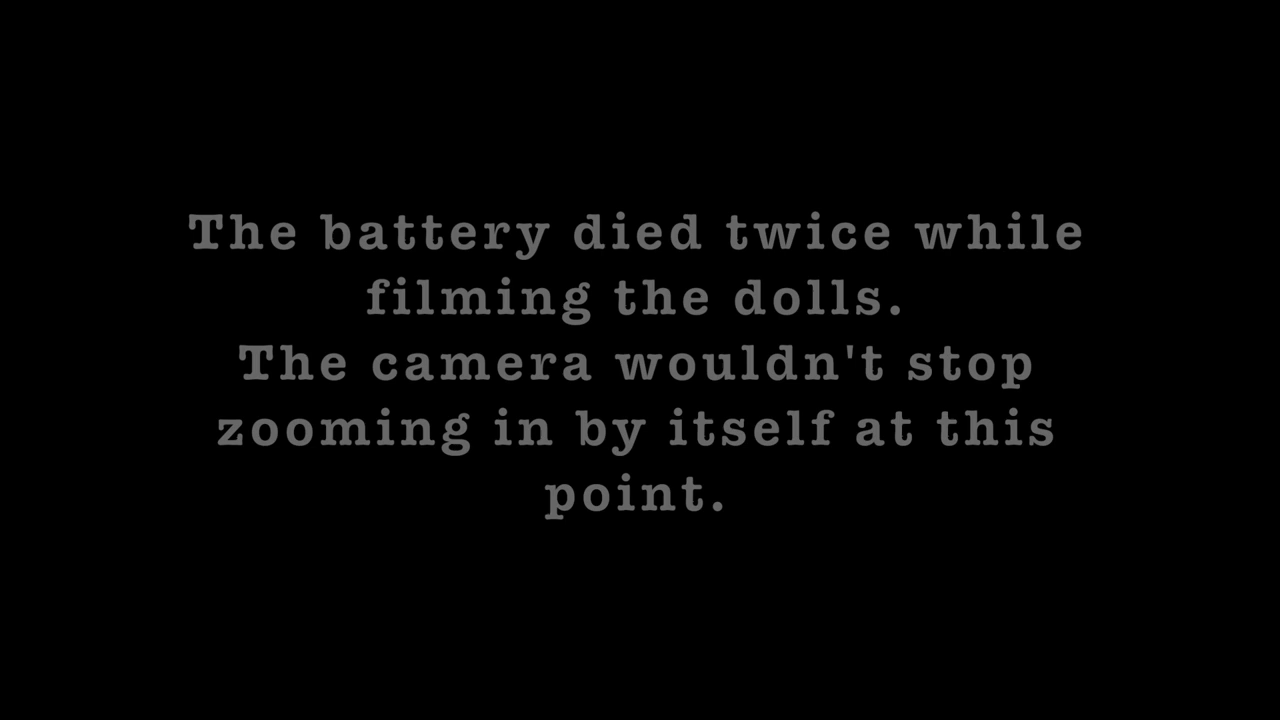 The battery died twice while
filming the dolls.
The camera wouldn't stop
zooming in by itself at this
point.